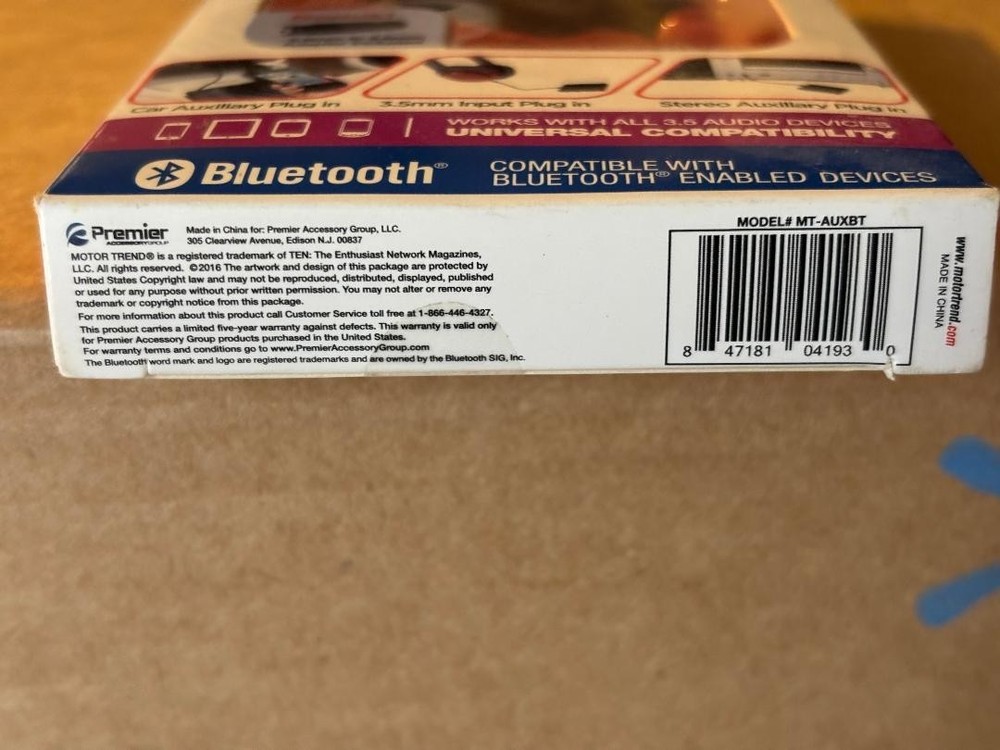 Car Auxiliary Plug in
3.5mm Input Plug in
Stereo Auxiliary Plug in
WORKS WITH ALL 3.5 AUDIO DEVICES
UNIVERSAL COMPATIBILITY
Bluetooth®
COMPATIBLE WITH
BLUETOOTH® ENABLED DEVICES
Premier
ACCESSORY GROUP
Made in China for: Premier Accessory Group, LLC.
305 Clearview Avenue, Edison N.J. 00837
MOTOR TREND® is a registered trademark of TEN: The Enthusiast Network Magazines,
LLC. All rights reserved. ©2016 The artwork and design of this package are protected by
United States Copyright law and may not be reproduced, distributed, displayed, published
or used for any purpose without prior written permission. You may not alter or remove any
trademark or copyright notice from this package.
For more information about this product call Customer Service toll free at 1-866-446-4327.
This product carries a limited five-year warranty against defects. This warranty is valid only
for Premier Accessory Group products purchased in the United States.
For warranty terms and conditions go to www.PremierAccessoryGroup.com
The Bluetooth® word mark and logo are registered trademarks and are owned by the Bluetooth SIG, Inc.
MODEL# MT-AUXBT
8 47181 04193 0
www.motortrend.com
MADE IN CHINA